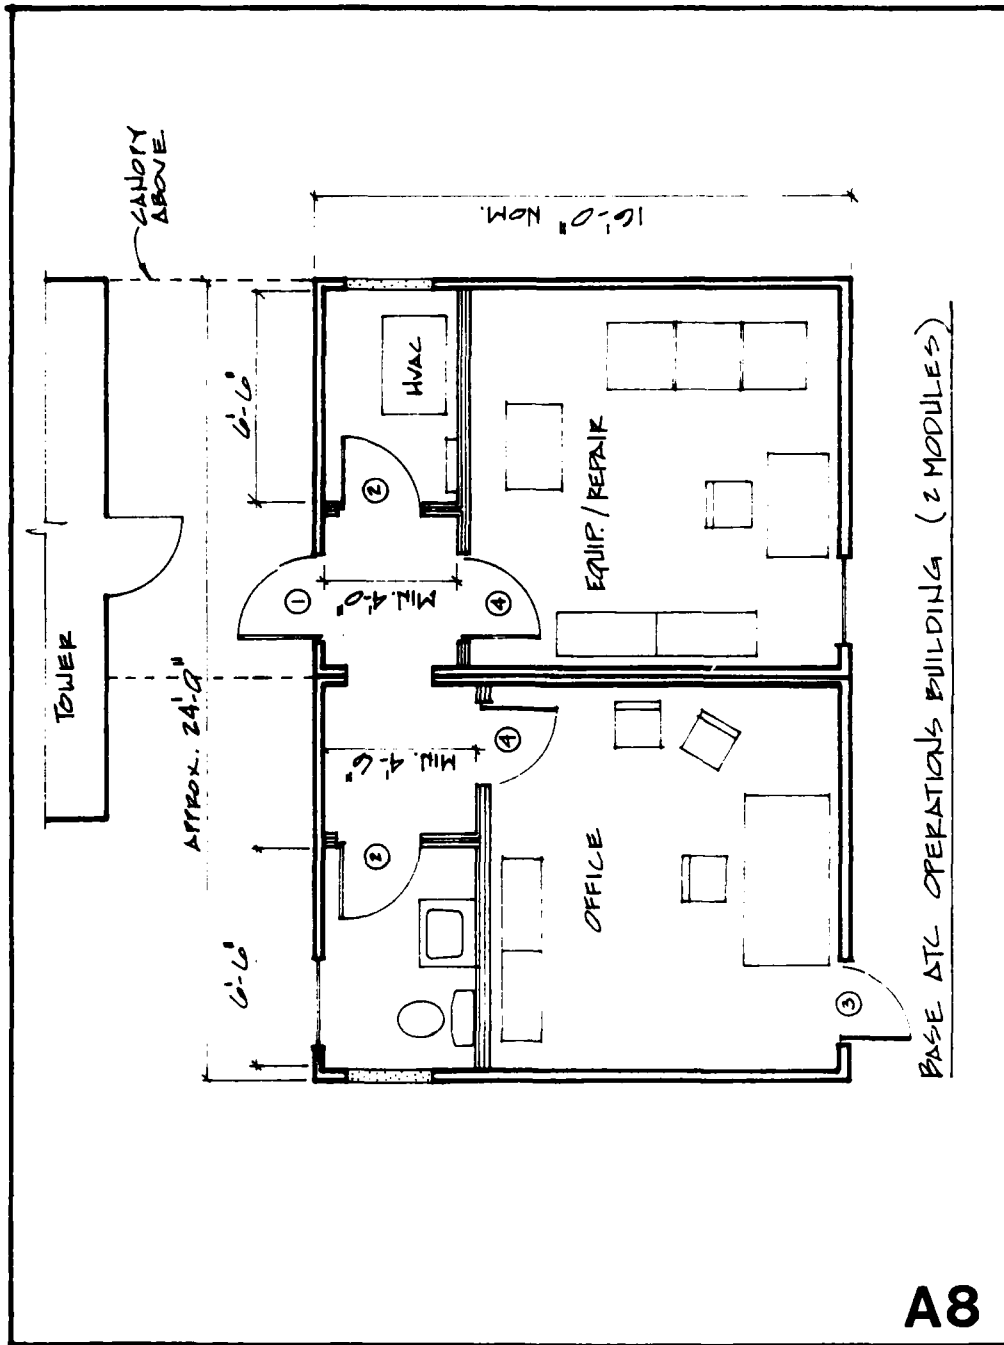 TOWER
CANOPY
ABOVE
APPROX. 24'-0"
6'-6"
6'-6"
16'-0" NOM.
①
②
②
HVAC
MIN. 4'-0"
MIN. 4'-6"
④
④
EQUIP./REPAIR
OFFICE
③
BASE ATC OPERATIONS BUILDING (2 MODULES)
A8